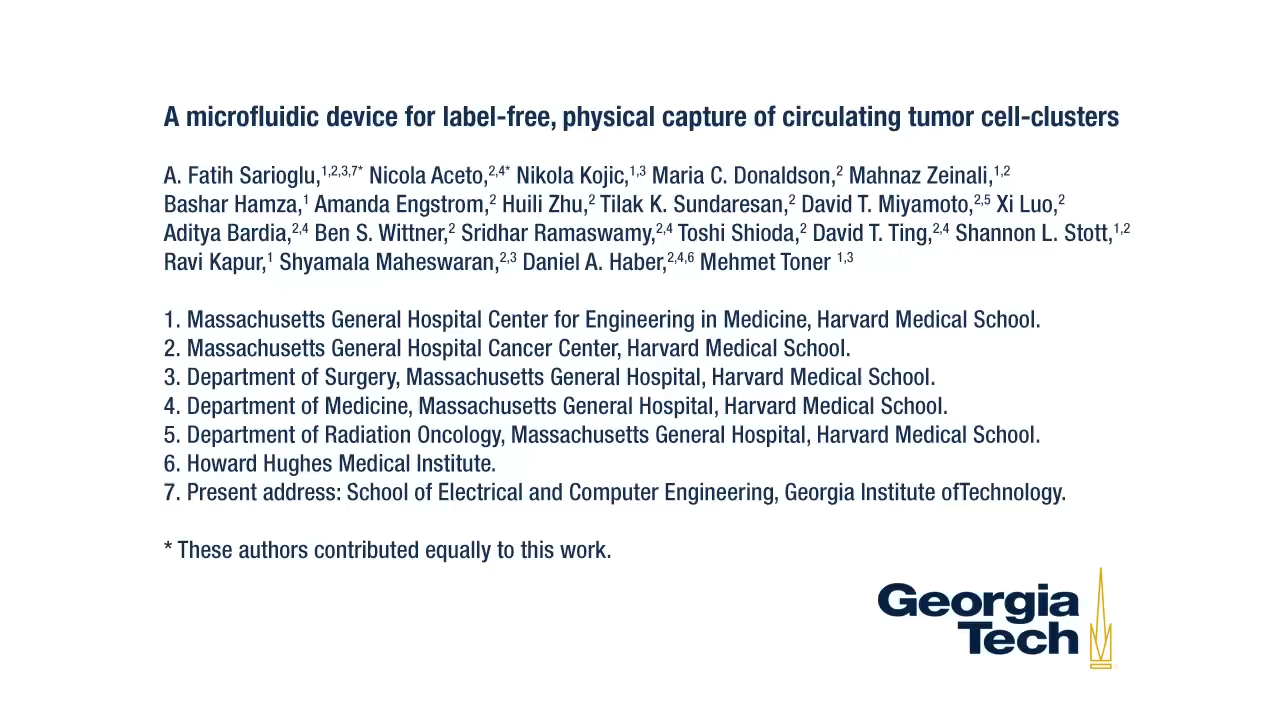 A microfluidic device for label-free, physical capture of circulating tumor cell-clusters
A. Fatih Sarioglu,1,2,3,7* Nicola Aceto,2,4* Nikola Kojic,1,3 Maria C. Donaldson,2 Mahnaz Zeinali,1,2
Bashar Hamza,1 Amanda Engstrom,2 Huili Zhu,2 Tilak K. Sundaresan,2 David T. Miyamoto,2,5 Xi Luo,2
Aditya Bardia,2,4 Ben S. Wittner,2 Sridhar Ramaswamy,2,4 Toshi Shioda,2 David T. Ting,2,4 Shannon L. Stott,1,2
Ravi Kapur,1 Shyamala Maheswaran,2,3 Daniel A. Haber,2,4,6 Mehmet Toner 1,3
1. Massachusetts General Hospital Center for Engineering in Medicine, Harvard Medical School.
2. Massachusetts General Hospital Cancer Center, Harvard Medical School.
3. Department of Surgery, Massachusetts General Hospital, Harvard Medical School.
4. Department of Medicine, Massachusetts General Hospital, Harvard Medical School.
5. Department of Radiation Oncology, Massachusetts General Hospital, Harvard Medical School.
6. Howard Hughes Medical Institute.
7. Present address: School of Electrical and Computer Engineering, Georgia Institute ofTechnology.
* These authors contributed equally to this work.
Georgia
Tech